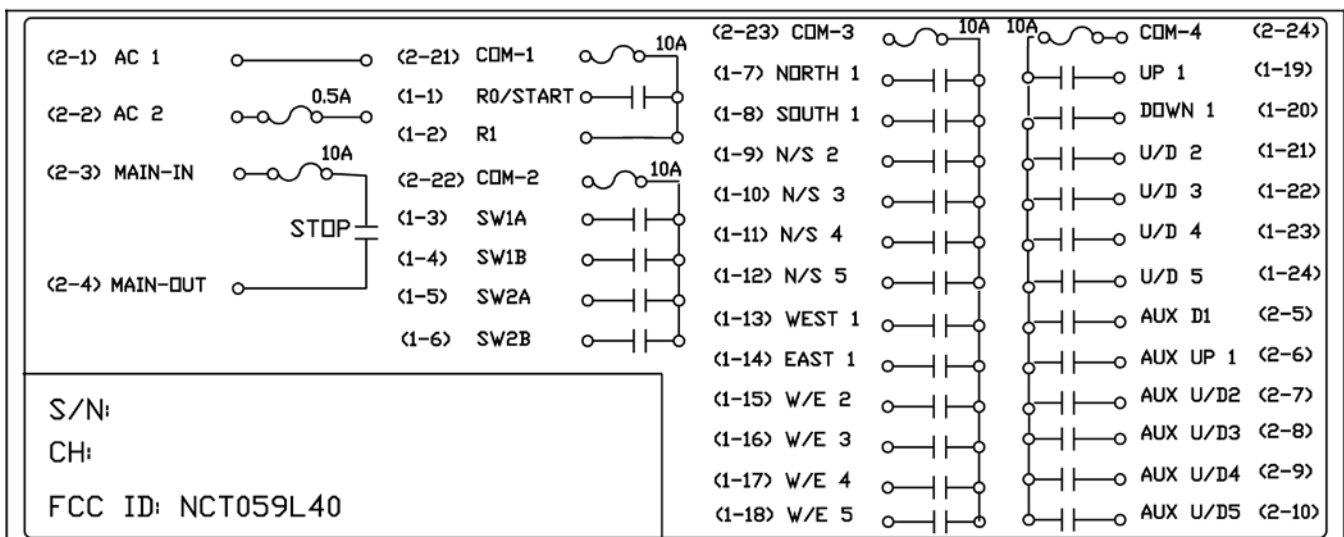 (2-1) AC 1
(2-2) AC 2 0.5A
(2-3) MAIN-IN 10A
STOP
(2-4) MAIN-OUT
(2-21) COM-1 10A
(1-1) R0/START
(1-2) R1
(2-22) COM-2 10A
(1-3) SW1A
(1-4) SW1B
(1-5) SW2A
(1-6) SW2B
(2-23) COM-3 10A
(1-7) NORTH 1
(1-8) SOUTH 1
(1-9) N/S 2
(1-10) N/S 3
(1-11) N/S 4
(1-12) N/S 5
(1-13) WEST 1
(1-14) EAST 1
(1-15) W/E 2
(1-16) W/E 3
(1-17) W/E 4
(1-18) W/E 5
10A COM-4 (2-24)
UP 1 (1-19)
DOWN 1 (1-20)
U/D 2 (1-21)
U/D 3 (1-22)
U/D 4 (1-23)
U/D 5 (1-24)
AUX D1 (2-5)
AUX UP 1 (2-6)
AUX U/D2 (2-7)
AUX U/D3 (2-8)
AUX U/D4 (2-9)
AUX U/D5 (2-10)
S/N:
CH:
FCC ID: NCT059L40